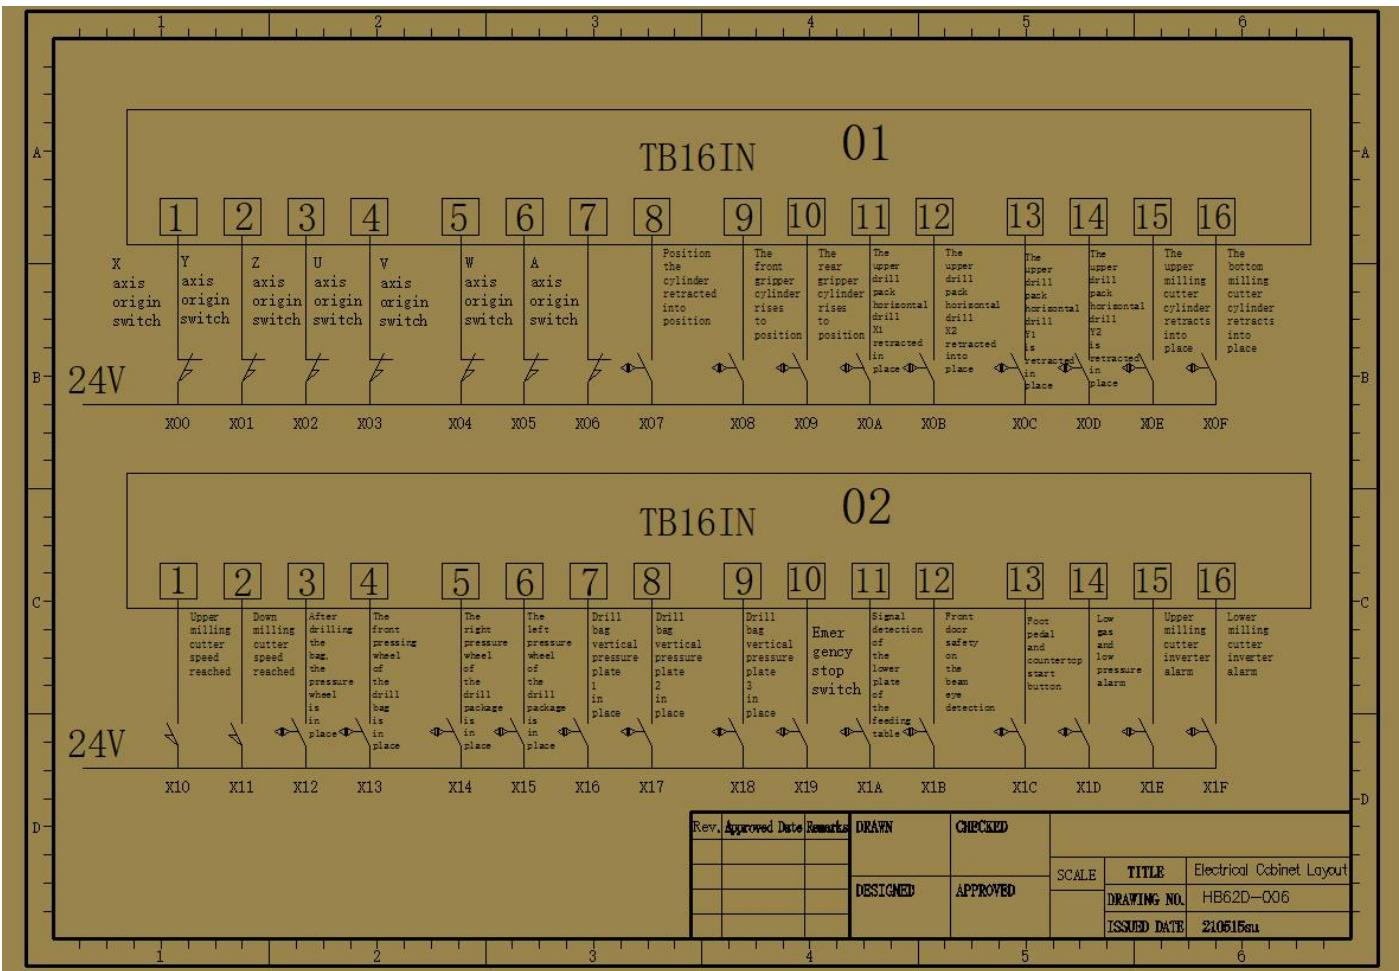 1 2 3 4 5 6
A A
TB16IN 01
1 2 3 4 5 6 7 8 9 10 11 12 13 14 15 16
X
axis
origin
switch
Y
axis
origin
switch
Z
axis
origin
switch
U
axis
origin
switch
V
axis
origin
switch
W
axis
origin
switch
A
axis
origin
switch
Position
the
cylinder
retracted
into
position
The
front
gripper
cylinder
rises
to
position
The
rear
gripper
cylinder
rises
to
position
The
upper
drill
pack
horizontal
drill
X1
retracted
in
place
The
upper
drill
pack
horizontal
drill
X2
retracted
into
place
The
upper
drill
pack
horizontal
drill
Y1
is
retracted
in
place
The
upper
drill
pack
horizontal
drill
Y2
is
retracted
in
place
The
upper
milling
cutter
cylinder
retracts
into
place
The
bottom
milling
cutter
cylinder
retracts
into
place
B B
24V
X00 X01 X02 X03 X04 X05 X06 X07 X08 X09 X0A X0B X0C X0D X0E X0F
TB16IN 02
1 2 3 4 5 6 7 8 9 10 11 12 13 14 15 16
C C
Upper
milling
cutter
speed
reached
Down
milling
cutter
speed
reached
After
drilling
the
bag,
the
pressure
wheel
is
in
place
The
front
pressing
wheel
of
the
drill
bag
is
in
place
The
right
pressure
wheel
of
the
drill
package
is
in
place
The
left
pressure
wheel
of
the
drill
package
is
in
place
Drill
bag
vertical
pressure
plate
1
in
place
Drill
bag
vertical
pressure
plate
2
in
place
Drill
bag
vertical
pressure
plate
3
in
place
Emer
gency
stop
switch
Signal
detection
of
the
lower
plate
of
the
feeding
table
Front
door
safety
on
the
beam
eye
detection
Foot
pedal
and
countertop
start
button
Low
gas
and
low
pressure
alarm
Upper
milling
cutter
inverter
alarm
Lower
milling
cutter
inverter
alarm
24V
X10 X11 X12 X13 X14 X15 X16 X17 X18 X19 X1A X1B X1C X1D X1E X1F
D D
Rev. Approved Date Remarks DRAWN CHECKED
DESIGNED APPROVED
SCALE TITLE Electrical Cabinet Layout
DRAWING NO. HB62D-006
ISSUED DATE 210515su
1 2 3 4 5 6